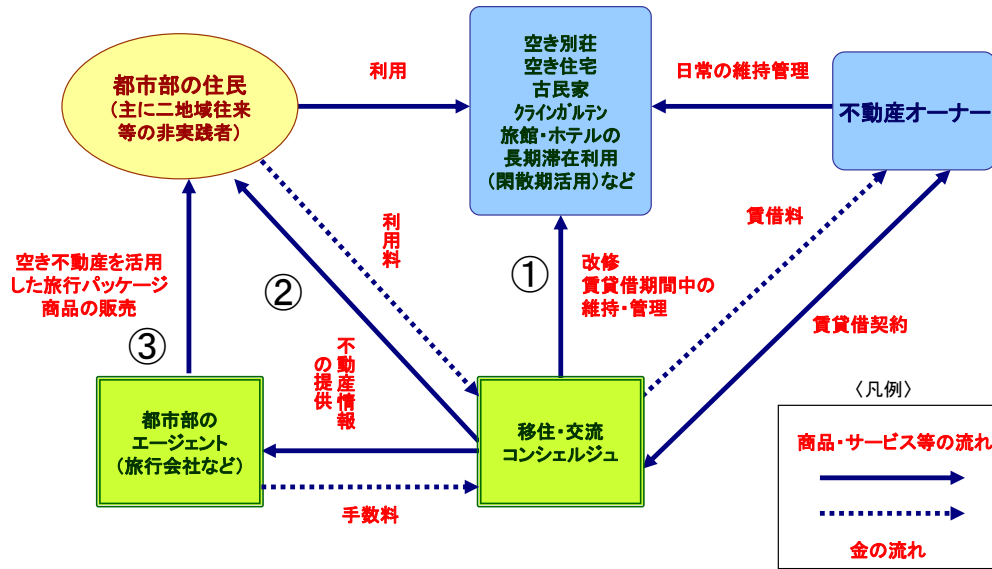 空き別荘
空き住宅
古民家
クラインガルテン
旅館・ホテルの
長期滞在利用
(閑散期活用)など
都市部の住民
(主に二地域往来
等の非実践者)
利用
日常の維持管理
不動産オーナー
利用料
賃借料
①
改修
賃貸借期間中の
維持・管理
空き不動産を活用
した旅行パッケージ
商品の販売
②
③
不動産情報
の提供
賃貸借契約
都市部の
エージェント
(旅行会社など)
移住・交流
コンシェルジュ
手数料
〈凡例〉
商品・サービス等の流れ
金の流れ